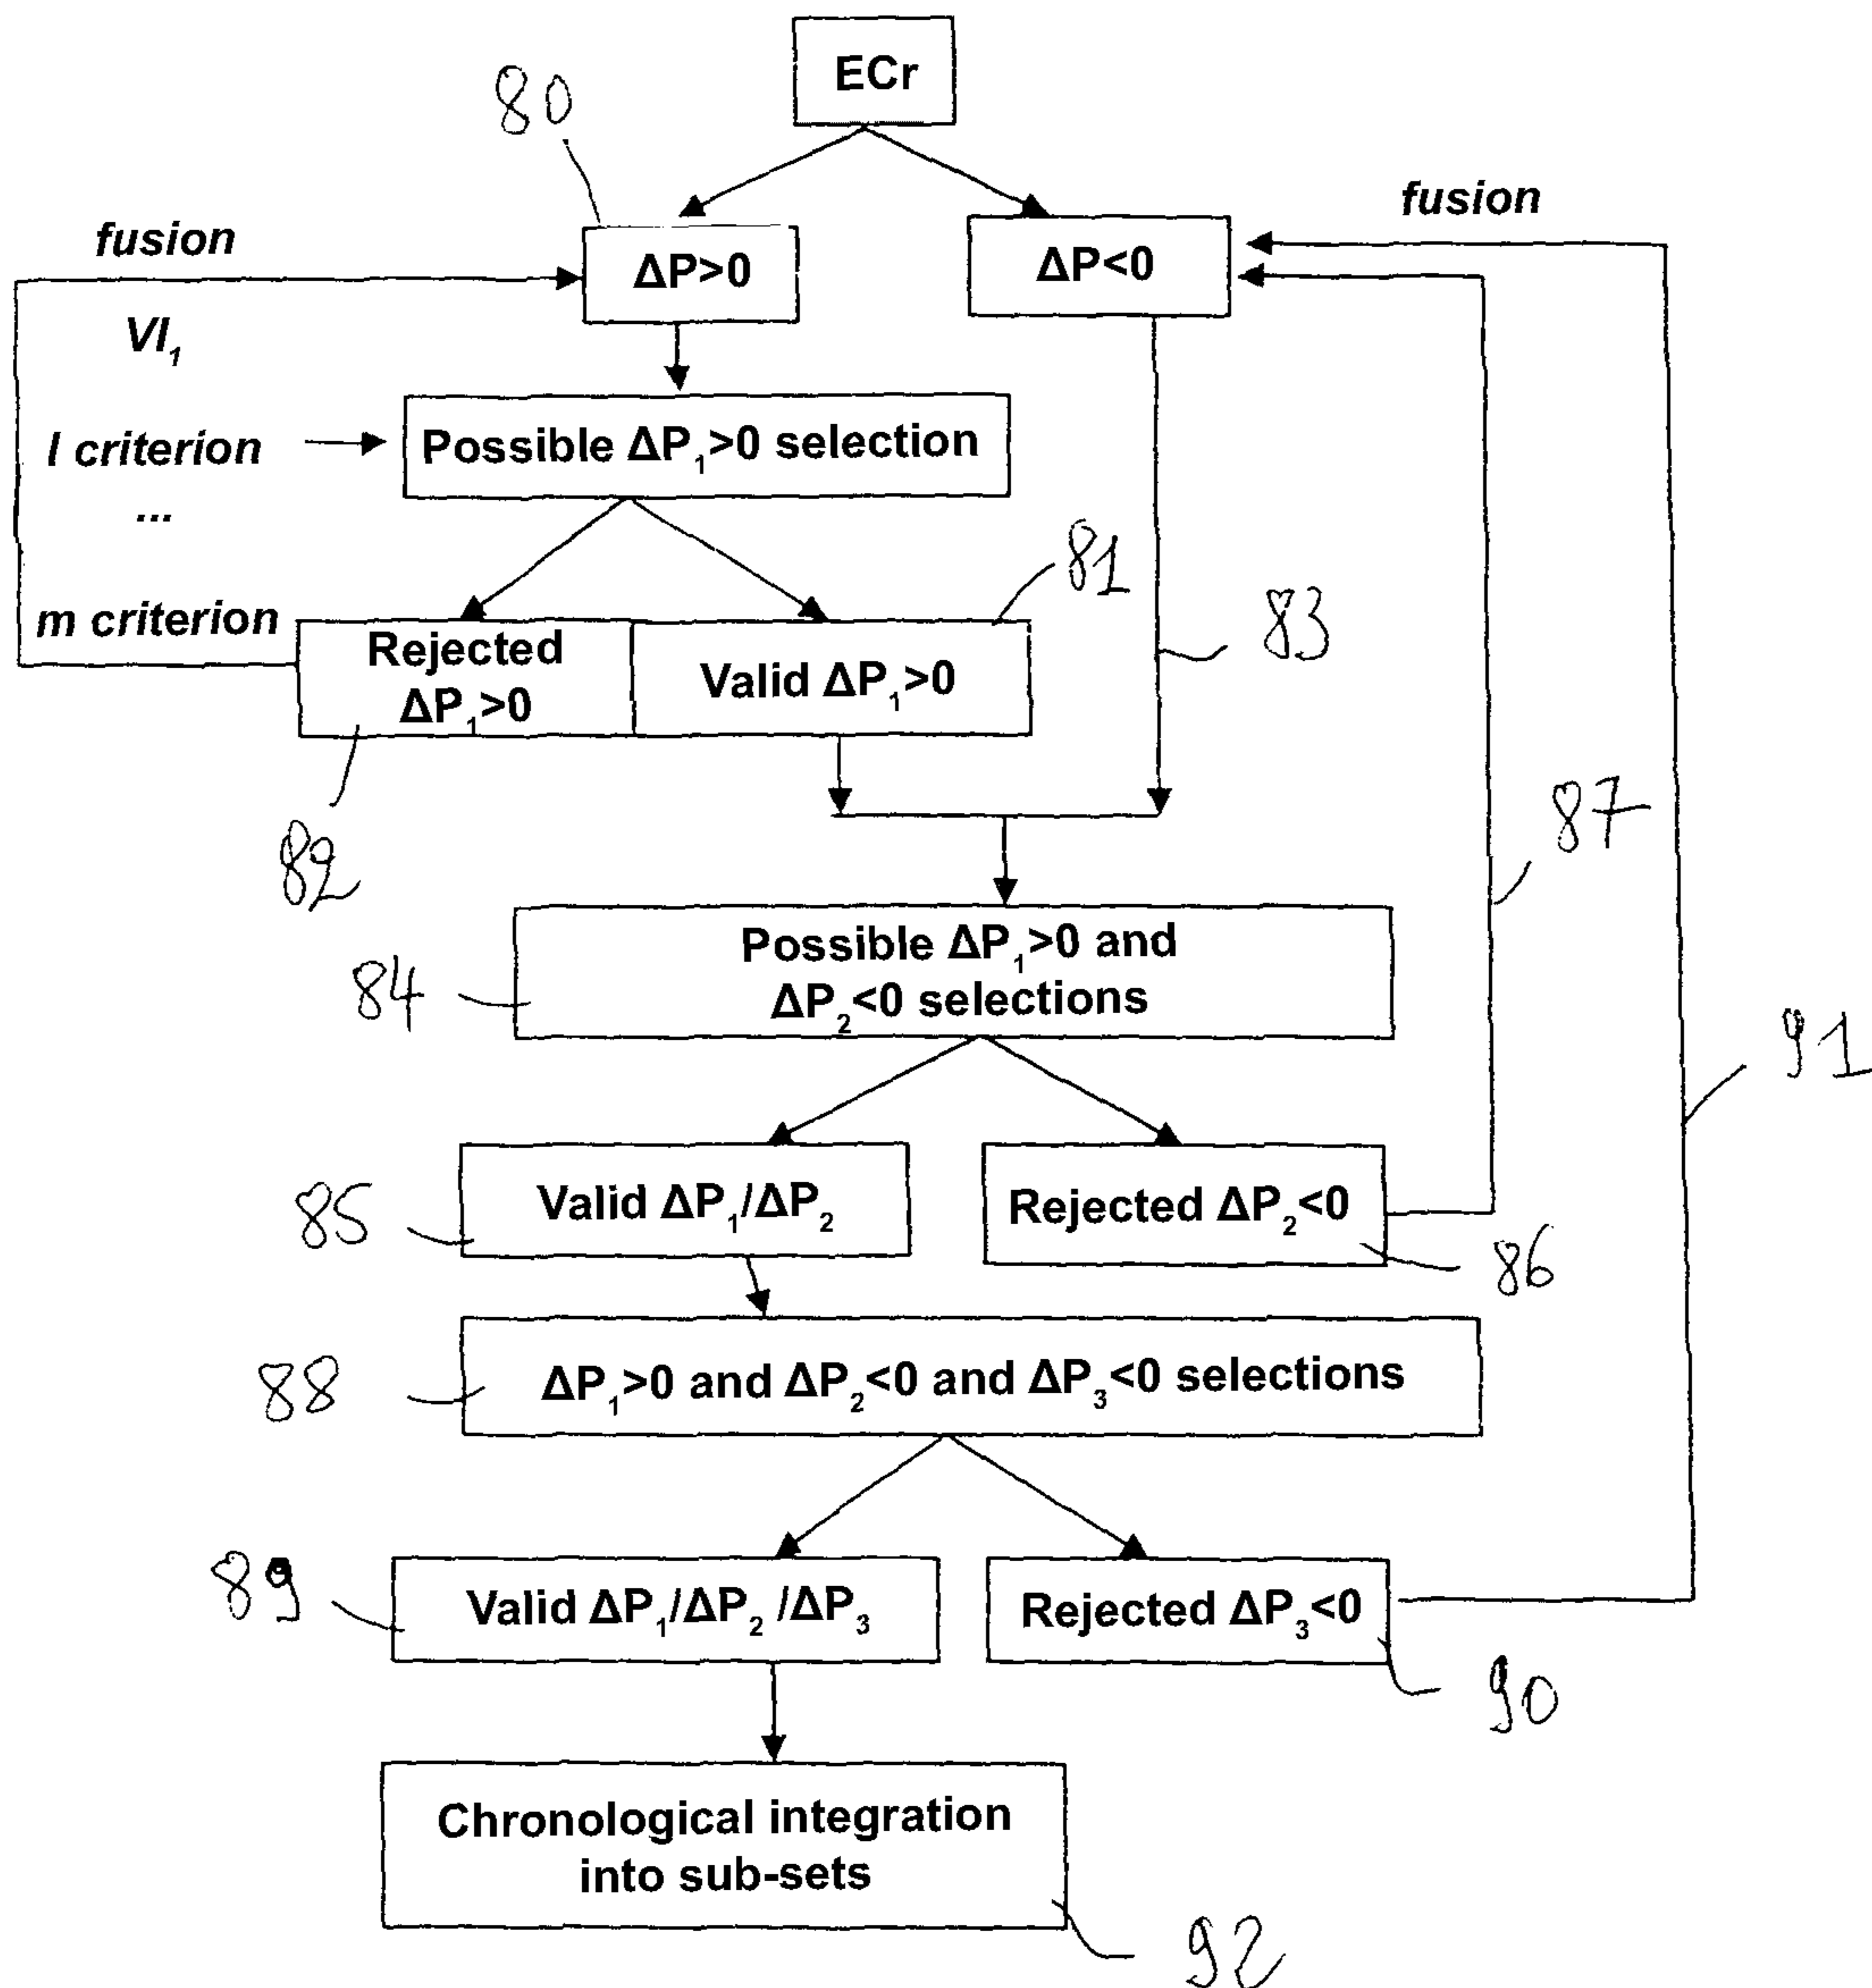 ECr
80
fusion
fusion
ΔP>0
ΔP<0
VI₁
l criterion
Possible ΔP₁>0 selection
...
81
83
m criterion
Rejected
ΔP₁>0
Valid ΔP₁>0
82
87
Possible ΔP₁>0 and
ΔP₂<0 selections
84
91
Valid ΔP₁/ΔP₂
Rejected ΔP₂<0
85
86
ΔP₁>0 and ΔP₂<0 and ΔP₃<0 selections
88
Valid ΔP₁/ΔP₂ /ΔP₃
Rejected ΔP₃<0
89
90
Chronological integration
into sub-sets
92